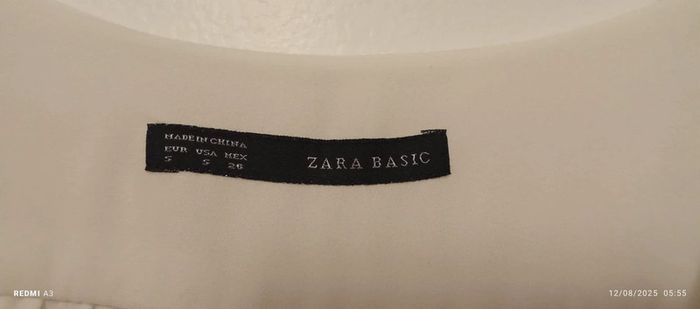 MADE IN CHINA
EUR USA MEX
S S 26
ZARA BASIC
REDMI A3
12/08/2025 05:55